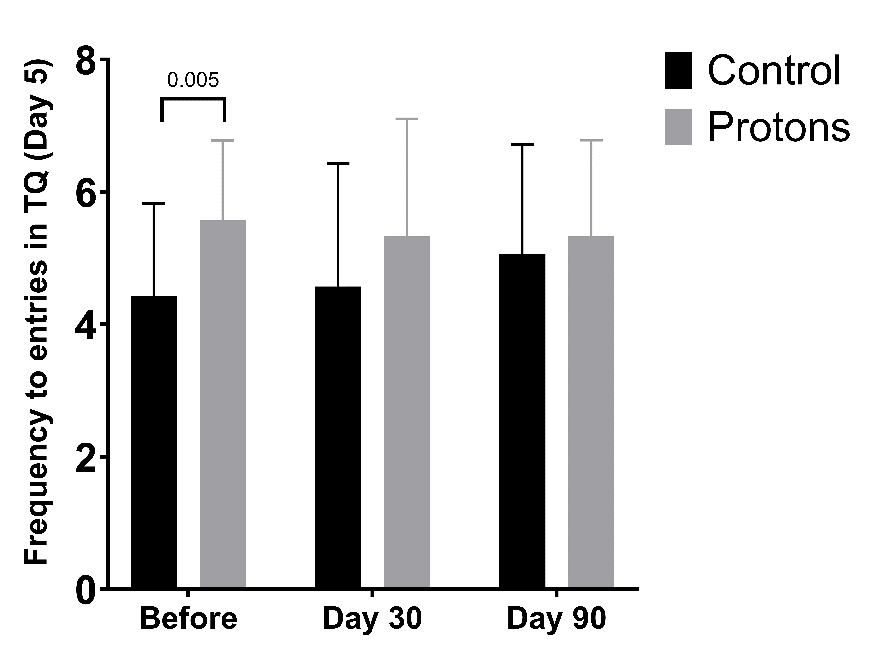 Frequency to entries in TQ (Day 5)
8
6
4
2
0
0.005
Before
Day 30
Day 90
Control
Protons